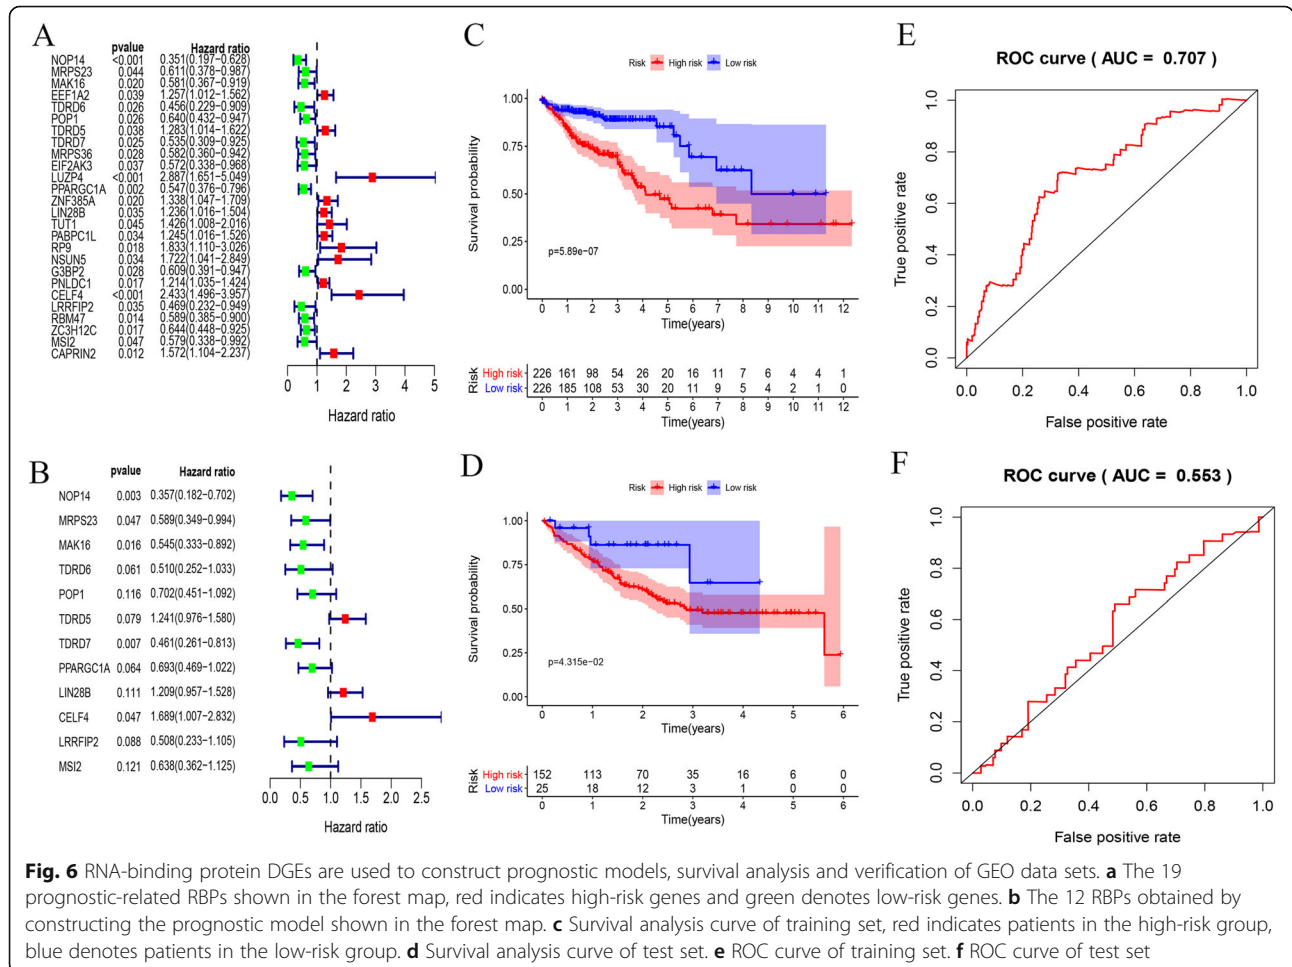 A
pvalue Hazard ratio
NOP14 <0.001 0.351(0.197−0.628)
MRPS23 0.044 0.611(0.378−0.987)
MAK16 0.020 0.581(0.367−0.919)
EEF1A2 0.039 1.257(1.012−1.562)
TDRD6 0.026 0.456(0.229−0.909)
POP1 0.026 0.640(0.432−0.947)
TDRD5 0.038 1.283(1.014−1.622)
TDRD7 0.025 0.535(0.309−0.925)
MRPS36 0.028 0.582(0.360−0.942)
EIF2AK3 0.037 0.572(0.338−0.968)
LUZP4 <0.001 2.887(1.651−5.049)
PPARGC1A 0.002 0.547(0.376−0.796)
ZNF385A 0.020 1.338(1.047−1.709)
LIN28B 0.035 1.236(1.016−1.504)
TUT1 0.045 1.426(1.008−2.016)
PABPC1L 0.034 1.245(1.016−1.526)
RP9 0.018 1.833(1.110−3.026)
NSUN5 0.034 1.722(1.041−2.849)
G3BP2 0.028 0.609(0.391−0.947)
PNLDC1 0.017 1.214(1.035−1.424)
CELF4 <0.001 2.433(1.496−3.957)
LRRFIP2 0.035 0.469(0.232−0.949)
RBM47 0.014 0.589(0.385−0.900)
ZC3H12C 0.017 0.644(0.448−0.925)
MSI2 0.047 0.579(0.338−0.992)
CAPRIN2 0.012 1.572(1.104−2.237)
0 1 2 3 4 5
Hazard ratio
C
Risk High risk Low risk
1.00
0.75
0.50
0.25
0.00
Survival probability
p=5.89e−07
0 1 2 3 4 5 6 7 8 9 10 11 12
Time(years)
Risk
High risk 226 161 98 54 26 20 16 11 7 6 4 4 1
Low risk 226 185 108 53 30 20 11 9 5 4 2 1 0
0 1 2 3 4 5 6 7 8 9 10 11 12
Time(years)
E
ROC curve ( AUC = 0.707 )
1.0
0.8
0.6
0.4
0.2
0.0
True positive rate
0.0 0.2 0.4 0.6 0.8 1.0
False positive rate
B
pvalue Hazard ratio
NOP14 0.003 0.357(0.182−0.702)
MRPS23 0.047 0.589(0.349−0.994)
MAK16 0.016 0.545(0.333−0.892)
TDRD6 0.061 0.510(0.252−1.033)
POP1 0.116 0.702(0.451−1.092)
TDRD5 0.079 1.241(0.976−1.580)
TDRD7 0.007 0.461(0.261−0.813)
PPARGC1A 0.064 0.693(0.469−1.022)
LIN28B 0.111 1.209(0.957−1.528)
CELF4 0.047 1.689(1.007−2.832)
LRRFIP2 0.088 0.508(0.233−1.105)
MSI2 0.121 0.638(0.362−1.125)
0.0 0.5 1.0 1.5 2.0 2.5
Hazard ratio
D
Risk High risk Low risk
1.00
0.75
0.50
0.25
0.00
Survival probability
p=4.315e−02
0 1 2 3 4 5 6
Time(years)
Risk
High risk 152 113 70 35 16 6 0
Low risk 25 18 12 3 1 0 0
0 1 2 3 4 5 6
Time(years)
F
ROC curve ( AUC = 0.553 )
1.0
0.8
0.6
0.4
0.2
0.0
True positive rate
0.0 0.2 0.4 0.6 0.8 1.0
False positive rate
Fig. 6 RNA-binding protein DGEs are used to construct prognostic models, survival analysis and verification of GEO data sets. a The 19
prognostic-related RBPs shown in the forest map, red indicates high-risk genes and green denotes low-risk genes. b The 12 RBPs obtained by
constructing the prognostic model shown in the forest map. c Survival analysis curve of training set, red indicates patients in the high-risk group,
blue denotes patients in the low-risk group. d Survival analysis curve of test set. e ROC curve of training set. f ROC curve of test set